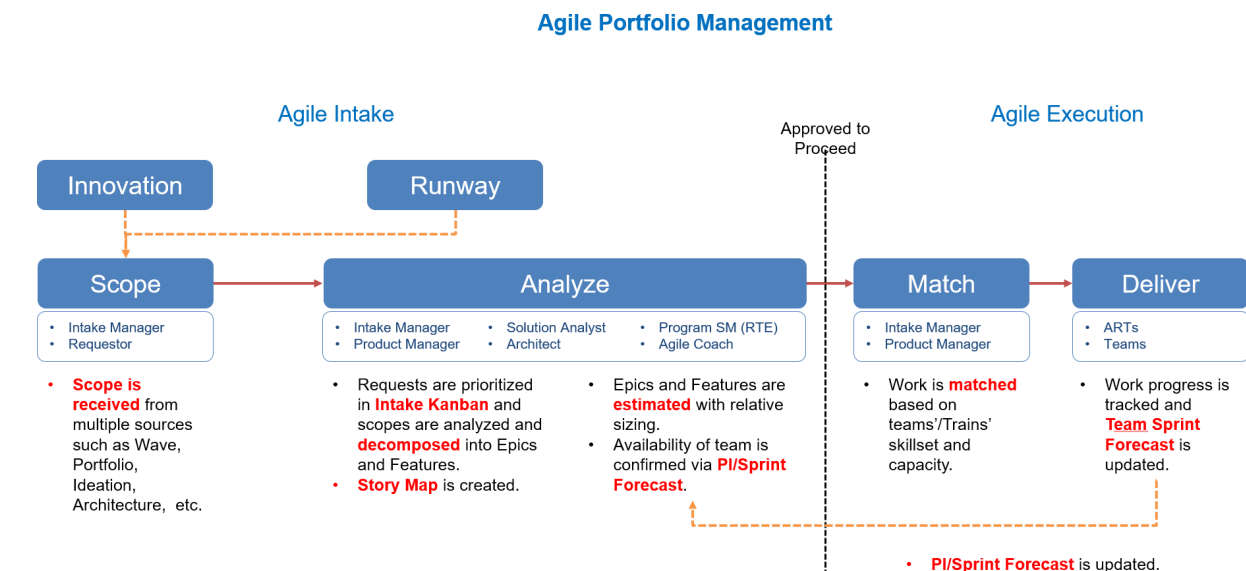 Agile Portfolio Management
Agile Intake
Agile Execution
Approved to
Proceed
Innovation
Runway
Scope
Analyze
Match
Deliver
• Intake Manager
• Requestor
• Intake Manager
• Product Manager
• Solution Analyst
• Architect
• Program SM (RTE)
• Agile Coach
• Intake Manager
• Product Manager
• ARTs
• Teams
• Scope is
received from
multiple sources
such as Wave,
Portfolio,
Ideation,
Architecture, etc.
• Requests are prioritized
in Intake Kanban and
scopes are analyzed and
decomposed into Epics
and Features.
• Story Map is created.
• Epics and Features are
estimated with relative
sizing.
• Availability of team is
confirmed via PI/Sprint
Forecast.
• Work is matched
based on
teams’/Trains’
skillset and
capacity.
• Work progress is
tracked and
Team Sprint
Forecast is
updated.
• PI/Sprint Forecast is updated.